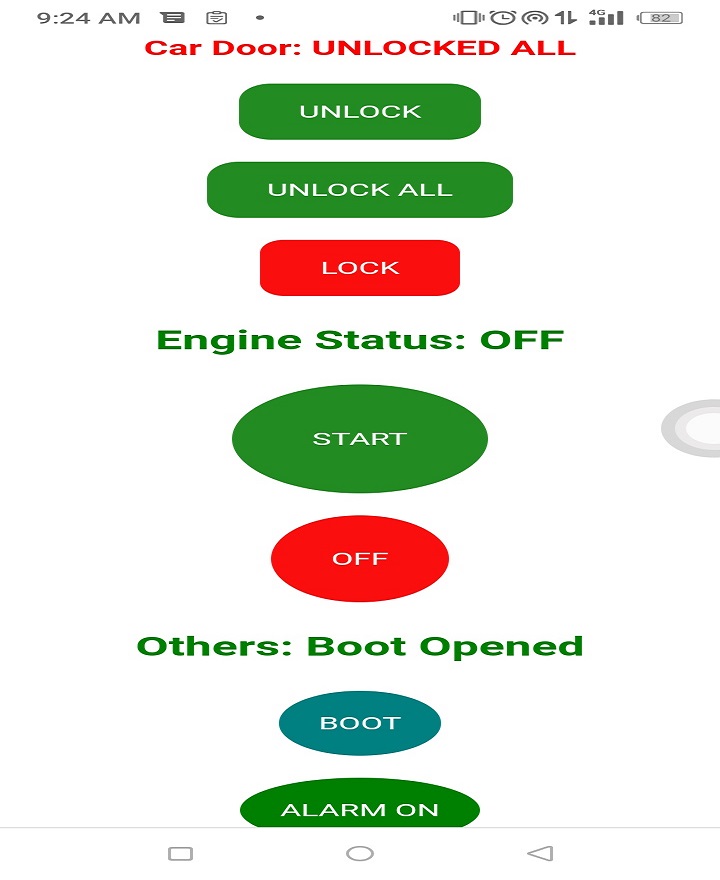 9:24 AM 4G 82
Car Door: UNLOCKED ALL
UNLOCK
UNLOCK ALL
LOCK
Engine Status: OFF
START
OFF
Others: Boot Opened
BOOT
ALARM ON